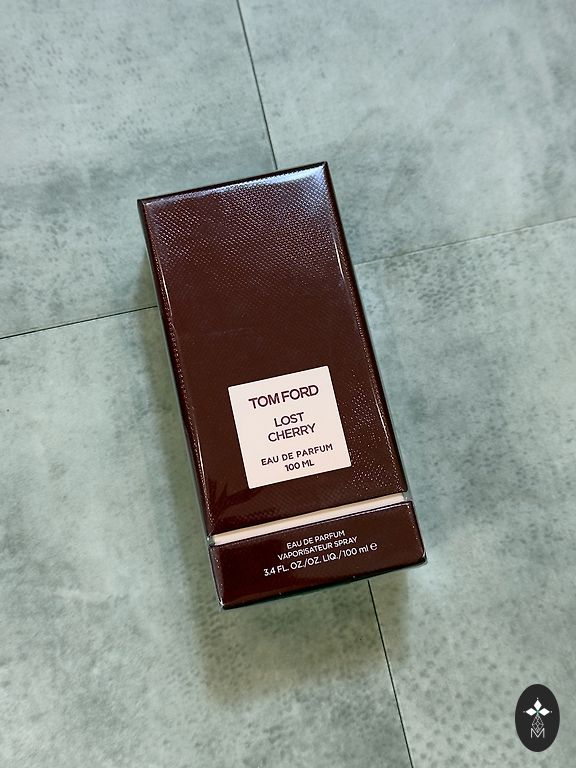 TOM FORD
LOST
CHERRY
EAU DE PARFUM
100 ML
EAU DE PARFUM
VAPORISATEUR SPRAY
3.4 FL. OZ./OZ. LIQ./100 ml ℮
M